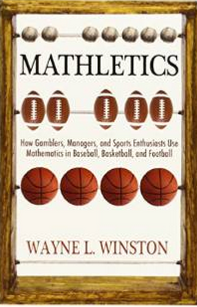 MATHLETICS
How Gamblers, Managers, and Sports Enthusiasts Use
Mathematics in Baseball, Basketball, and Football
WAYNE L. WINSTON